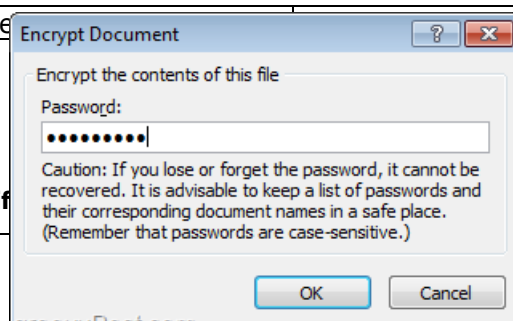 e
Encrypt Document
Encrypt the contents of this file
Password:
•••••••••
Caution: If you lose or forget the password, it cannot be
recovered. It is advisable to keep a list of passwords and
f
their corresponding document names in a safe place.
(Remember that passwords are case-sensitive.)
OK Cancel